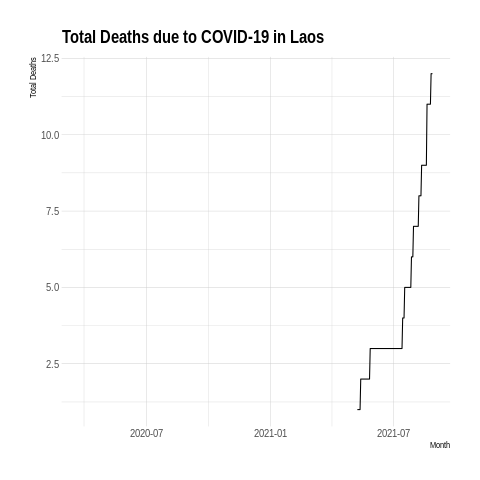 Total Deaths due to COVID-19 in Laos
Total Deaths
12.5
10.0
7.5
5.0
2.5
2020-07 2021-01 2021-07
Month